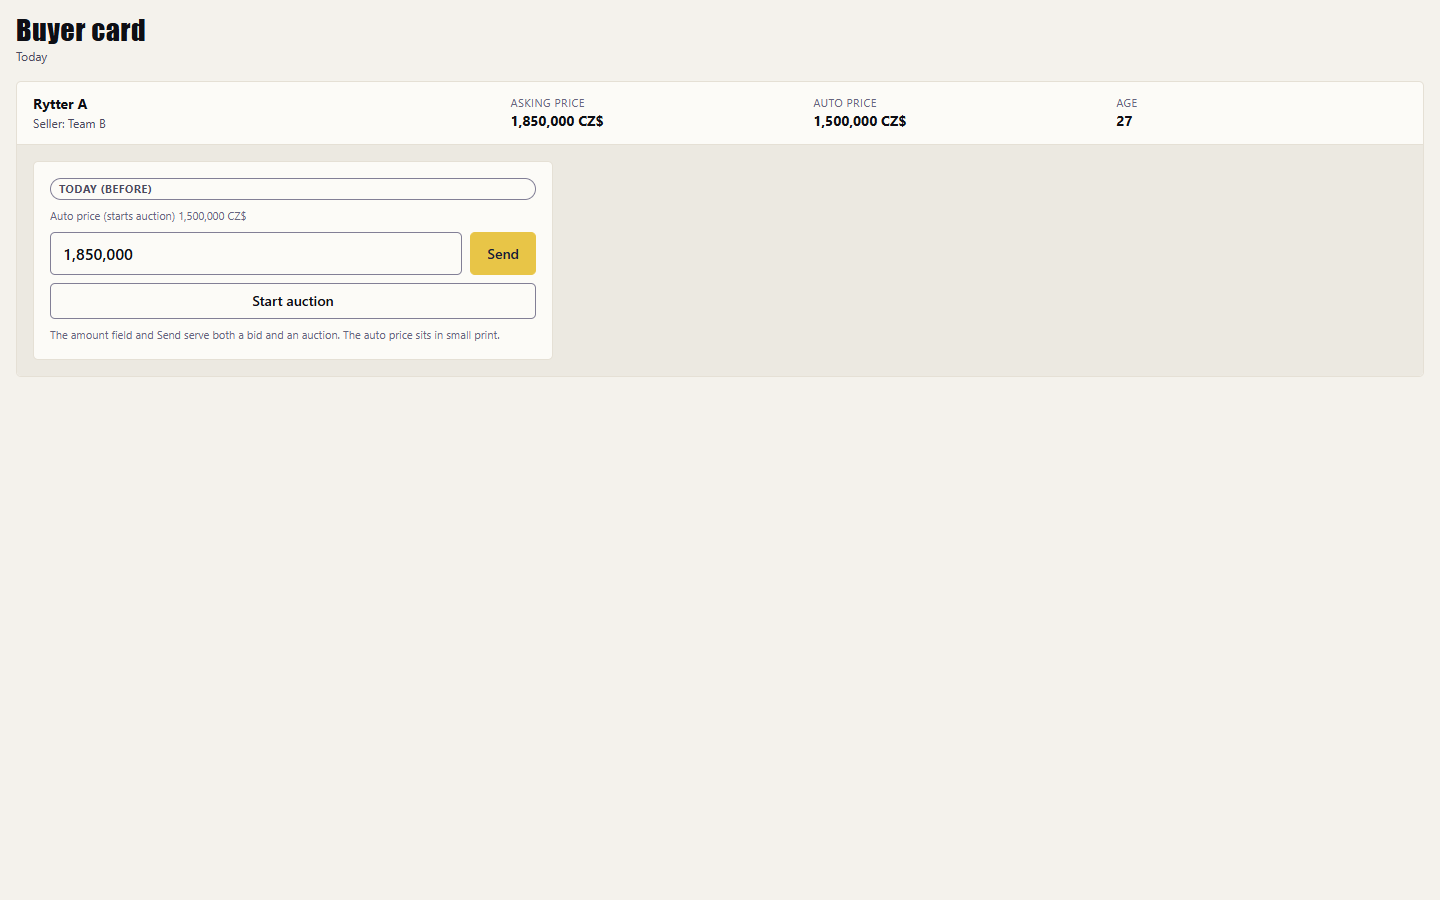 Buyer card
Today
Rytter A
Seller: Team B
ASKING PRICE
1,850,000 CZ$
AUTO PRICE
1,500,000 CZ$
AGE
27
TODAY (BEFORE)
Auto price (starts auction) 1,500,000 CZ$
1,850,000
Send
Start auction
The amount field and Send serve both a bid and an auction. The auto price sits in small print.